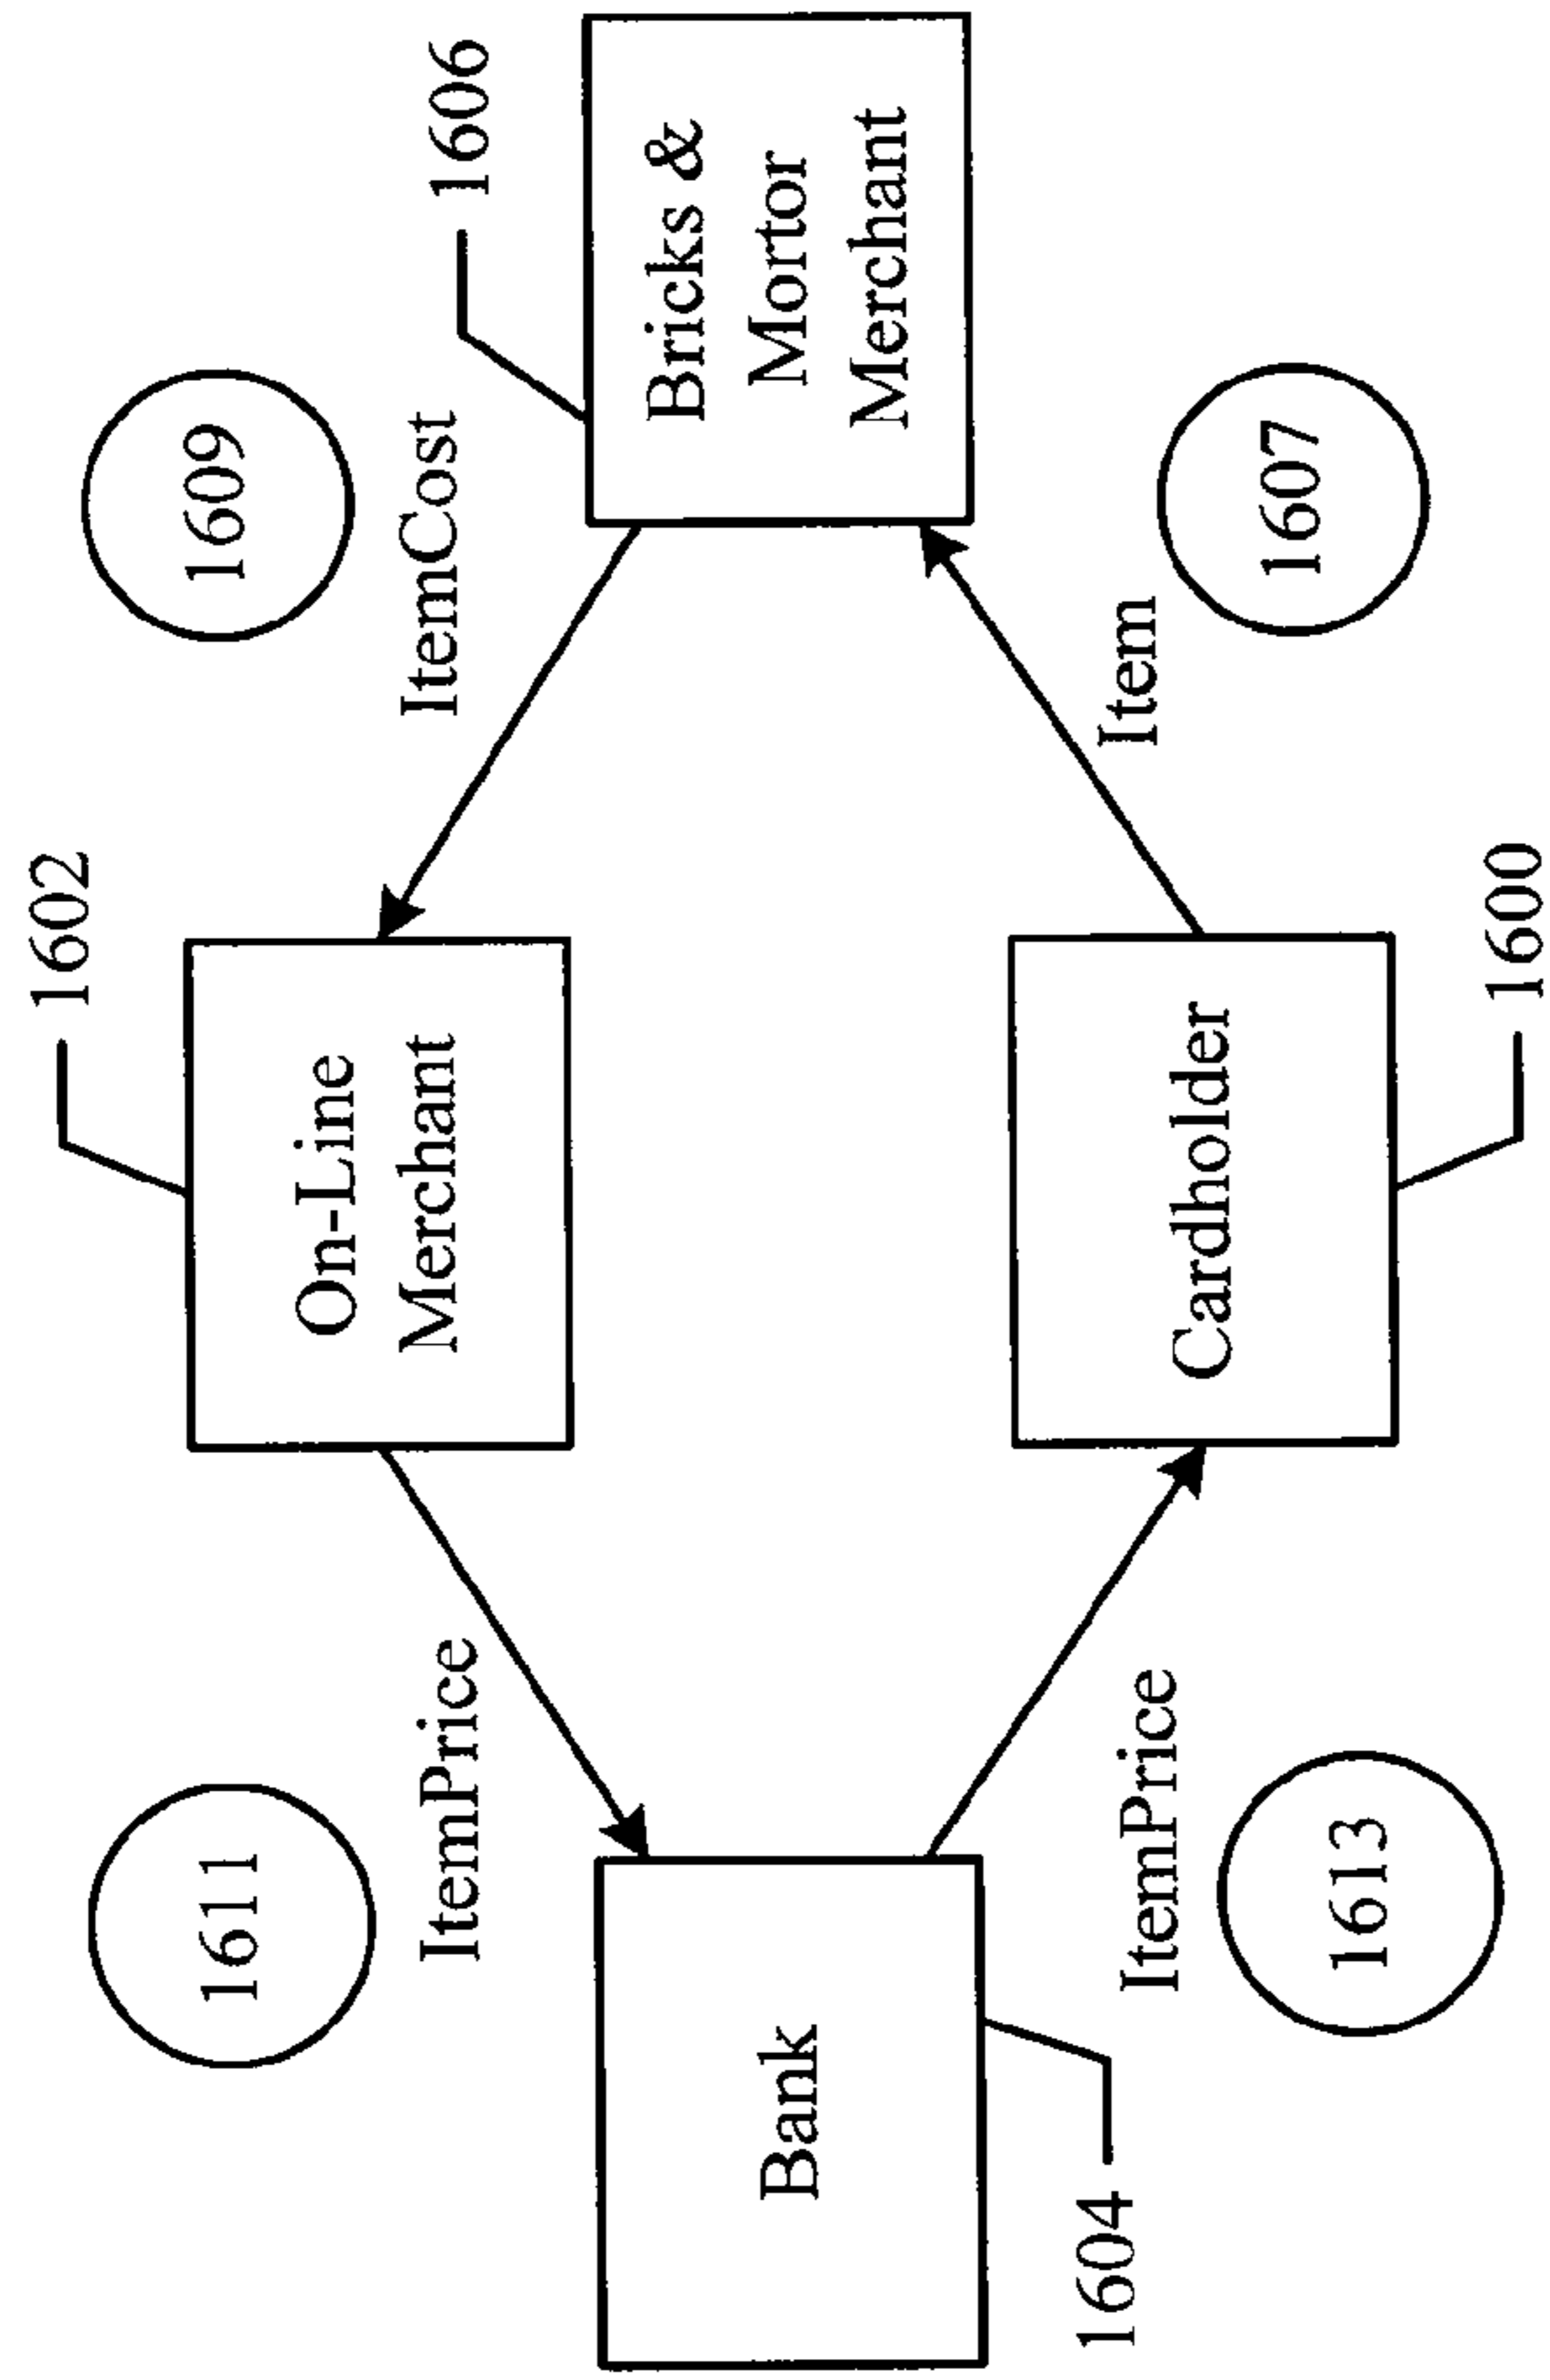 1602
1611
1609
ItemPrice
On-Line
Merchant
ItemCost
1606
Bank
Bricks &
Mortor
Merchant
1604
ItemPrice
Cardholder
Item
1613
1607
1600